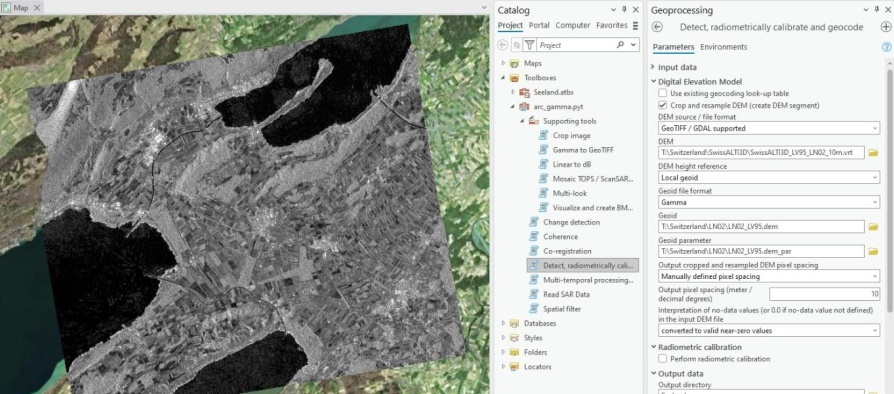 Map
Catalog
Project Portal Computer Favorites
Project
Maps
Toolboxes
Seeland.atbx
arc_gamma.pyt
Supporting tools
Crop image
Gamma to GeoTIFF
Linear to dB
Mosaic TOPS / ScanSAR...
Multi-look
Visualize and create BM...
Change detection
Coherence
Co-registration
Detect, radiometrically cali...
Multi-temporal processing...
Read SAR Data
Spatial filter
Databases
Styles
Folders
Locators
Geoprocessing
Detect, radiometrically calibrate and geocode
Parameters Environments
Input data
Digital Elevation Model
Use existing geocoding look-up table
Crop and resample DEM (create DEM segment)
DEM source / file format
GeoTIFF / GDAL supported
DEM
T:\Switzerland\SwissALTI3D\SwissALTI3D_LV95_LN02_10m.vrt
DEM height reference
Local geoid
Geoid file format
Gamma
Geoid
T:\Switzerland\LN02\LN02_LV95.dem
Geoid parameter
T:\Switzerland\LN02\LN02_LV95.dem_par
Output cropped and resampled DEM pixel spacing
Manually defined pixel spacing
Output pixel spacing (meter /
decimal degrees)
10
Interpretation of no-data values (or 0.0 if no-data value not defined)
in the input DEM file
converted to valid near-zero values
Radiometric calibration
Perform radiometric calibration
Output data
Output directory